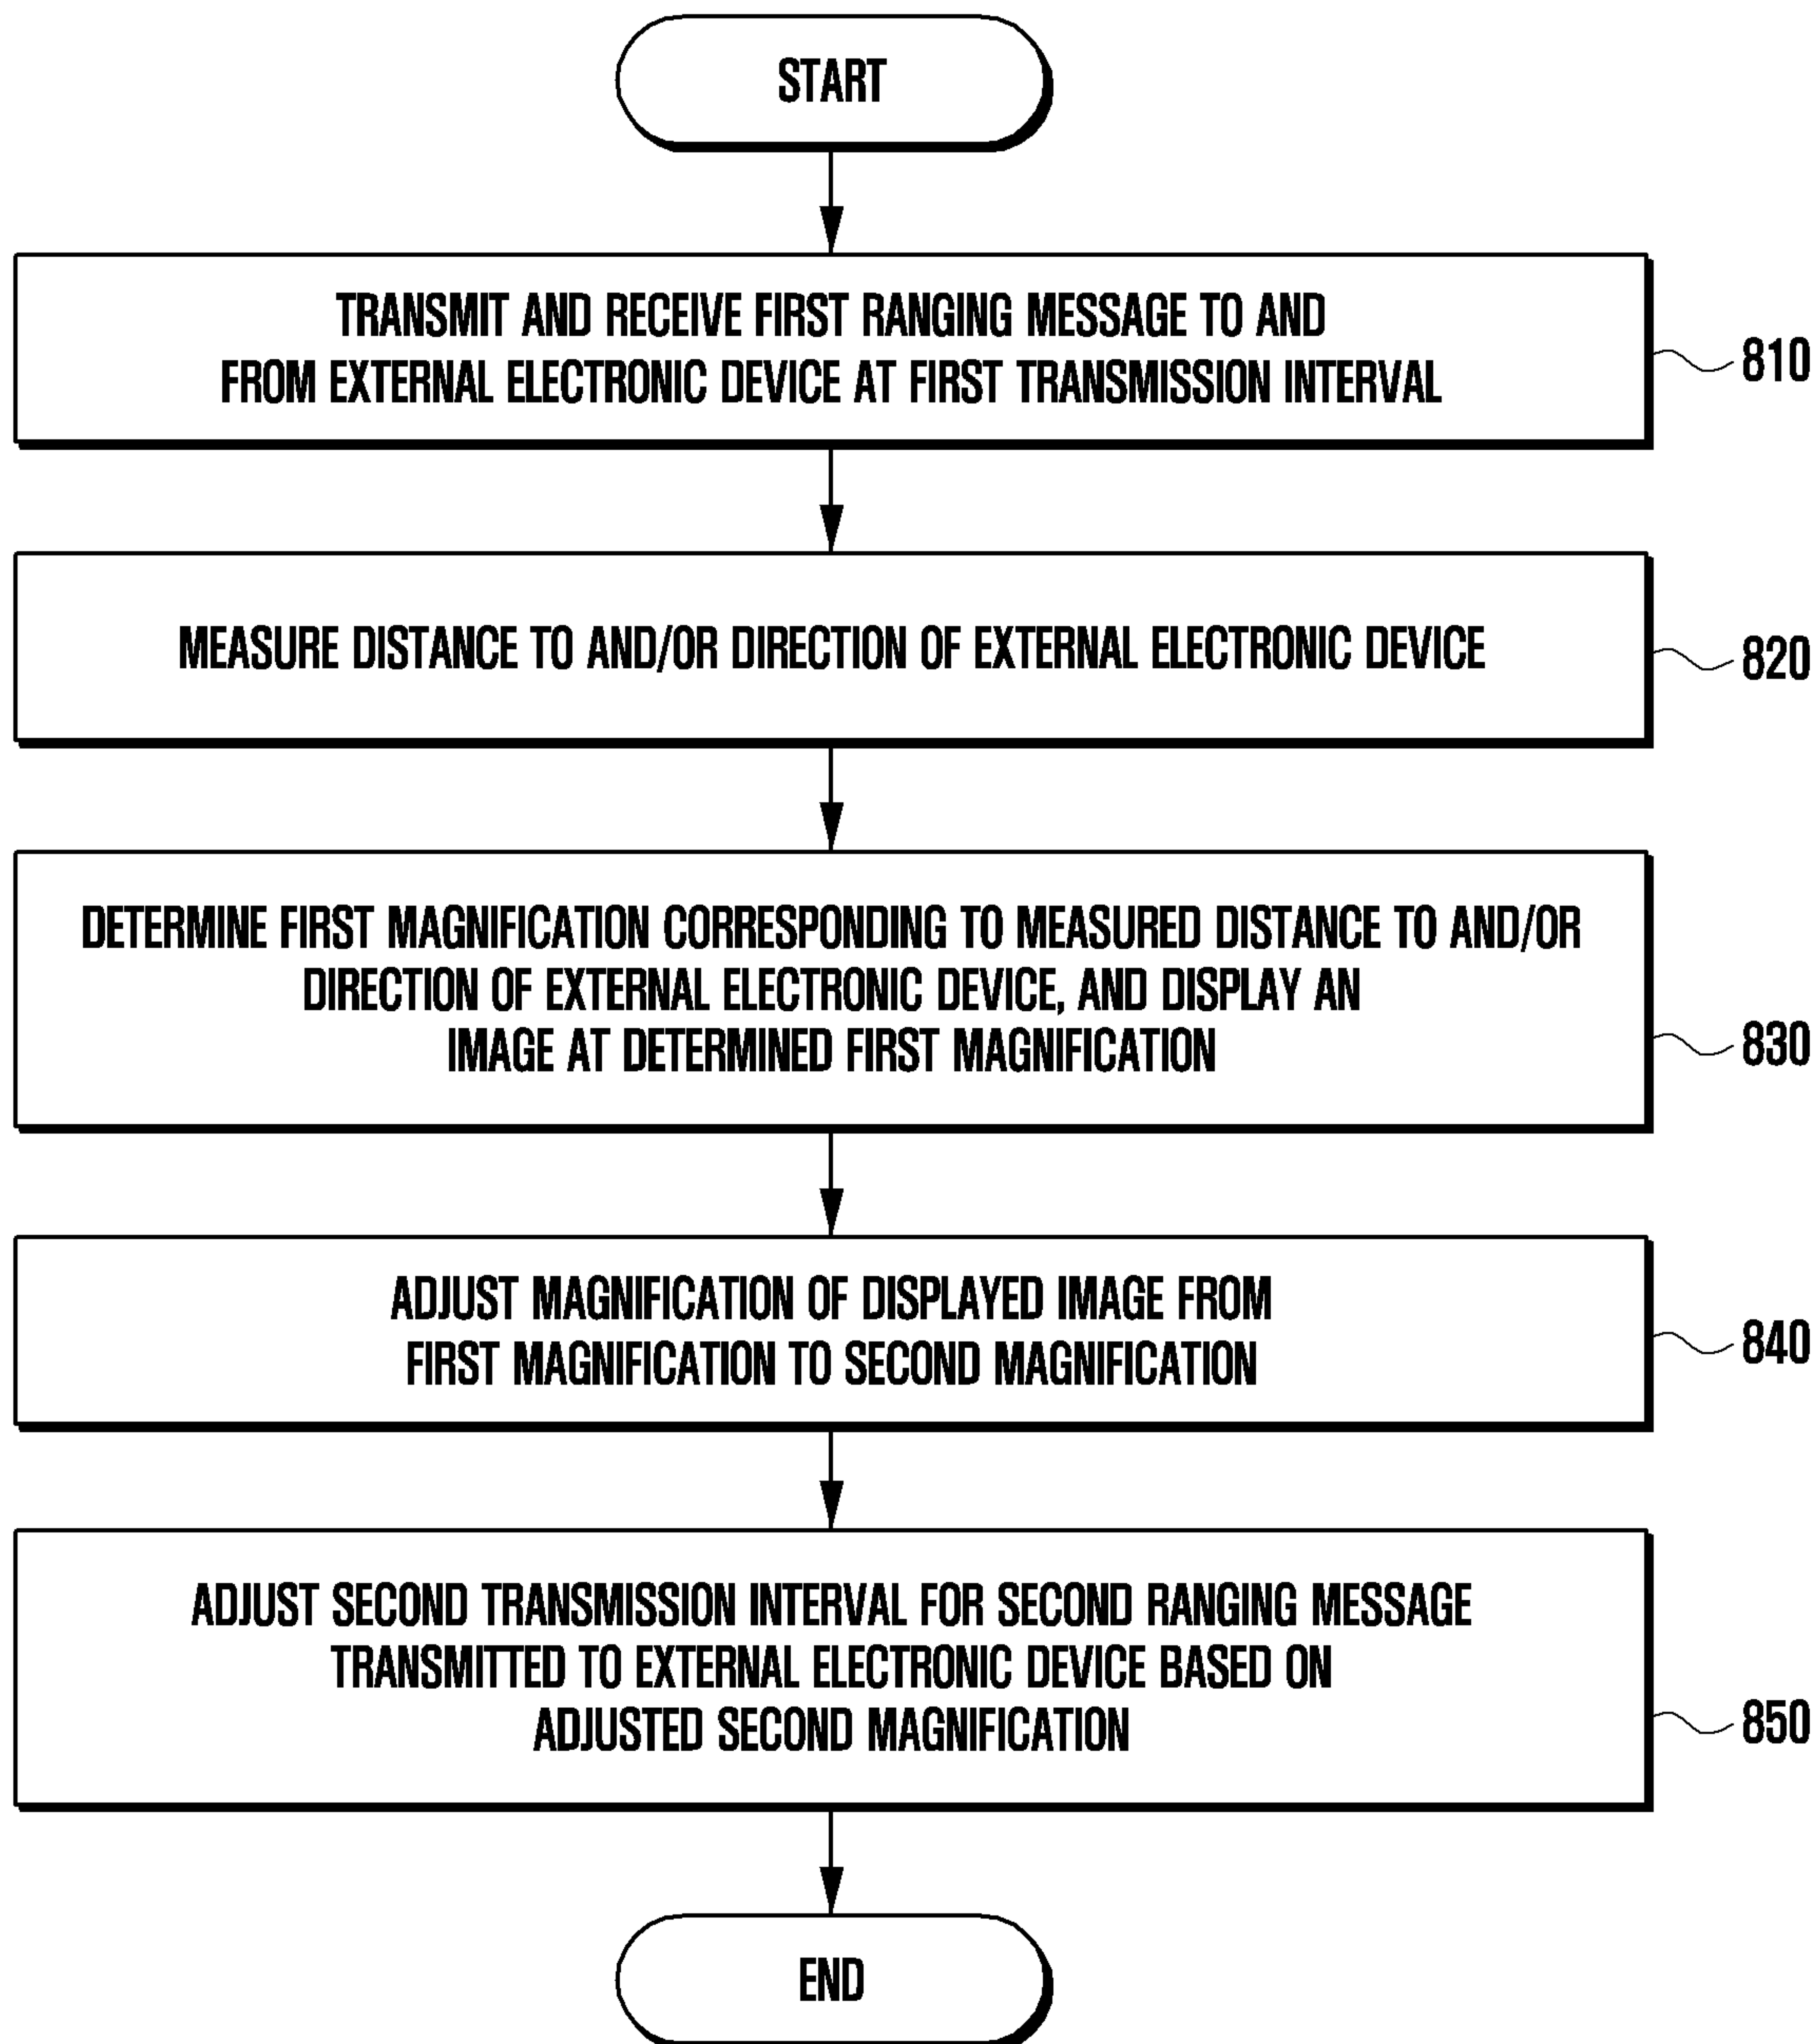 START
TRANSMIT AND RECEIVE FIRST RANGING MESSAGE TO AND
FROM EXTERNAL ELECTRONIC DEVICE AT FIRST TRANSMISSION INTERVAL
810
MEASURE DISTANCE TO AND/OR DIRECTION OF EXTERNAL ELECTRONIC DEVICE
820
DETERMINE FIRST MAGNIFICATION CORRESPONDING TO MEASURED DISTANCE TO AND/OR
DIRECTION OF EXTERNAL ELECTRONIC DEVICE, AND DISPLAY AN
IMAGE AT DETERMINED FIRST MAGNIFICATION
830
ADJUST MAGNIFICATION OF DISPLAYED IMAGE FROM
FIRST MAGNIFICATION TO SECOND MAGNIFICATION
840
ADJUST SECOND TRANSMISSION INTERVAL FOR SECOND RANGING MESSAGE
TRANSMITTED TO EXTERNAL ELECTRONIC DEVICE BASED ON
ADJUSTED SECOND MAGNIFICATION
850
END